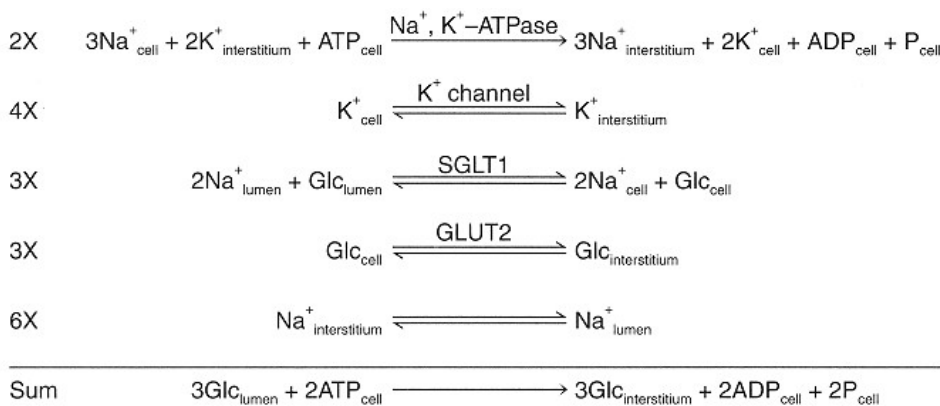 Na⁺, K⁺–ATPase
2X 3Na⁺cell + 2K⁺interstitium + ATPcell 3Na⁺interstitium + 2K⁺cell + ADPcell + Pcell
K⁺ channel
4X K⁺cell K⁺interstitium
SGLT1
3X 2Na⁺lumen + Glclumen 2Na⁺cell + Glccell
GLUT2
3X Glccell Glcinterstitium
6X Na⁺interstitium Na⁺lumen
Sum 3Glclumen + 2ATPcell 3Glcinterstitium + 2ADPcell + 2Pcell